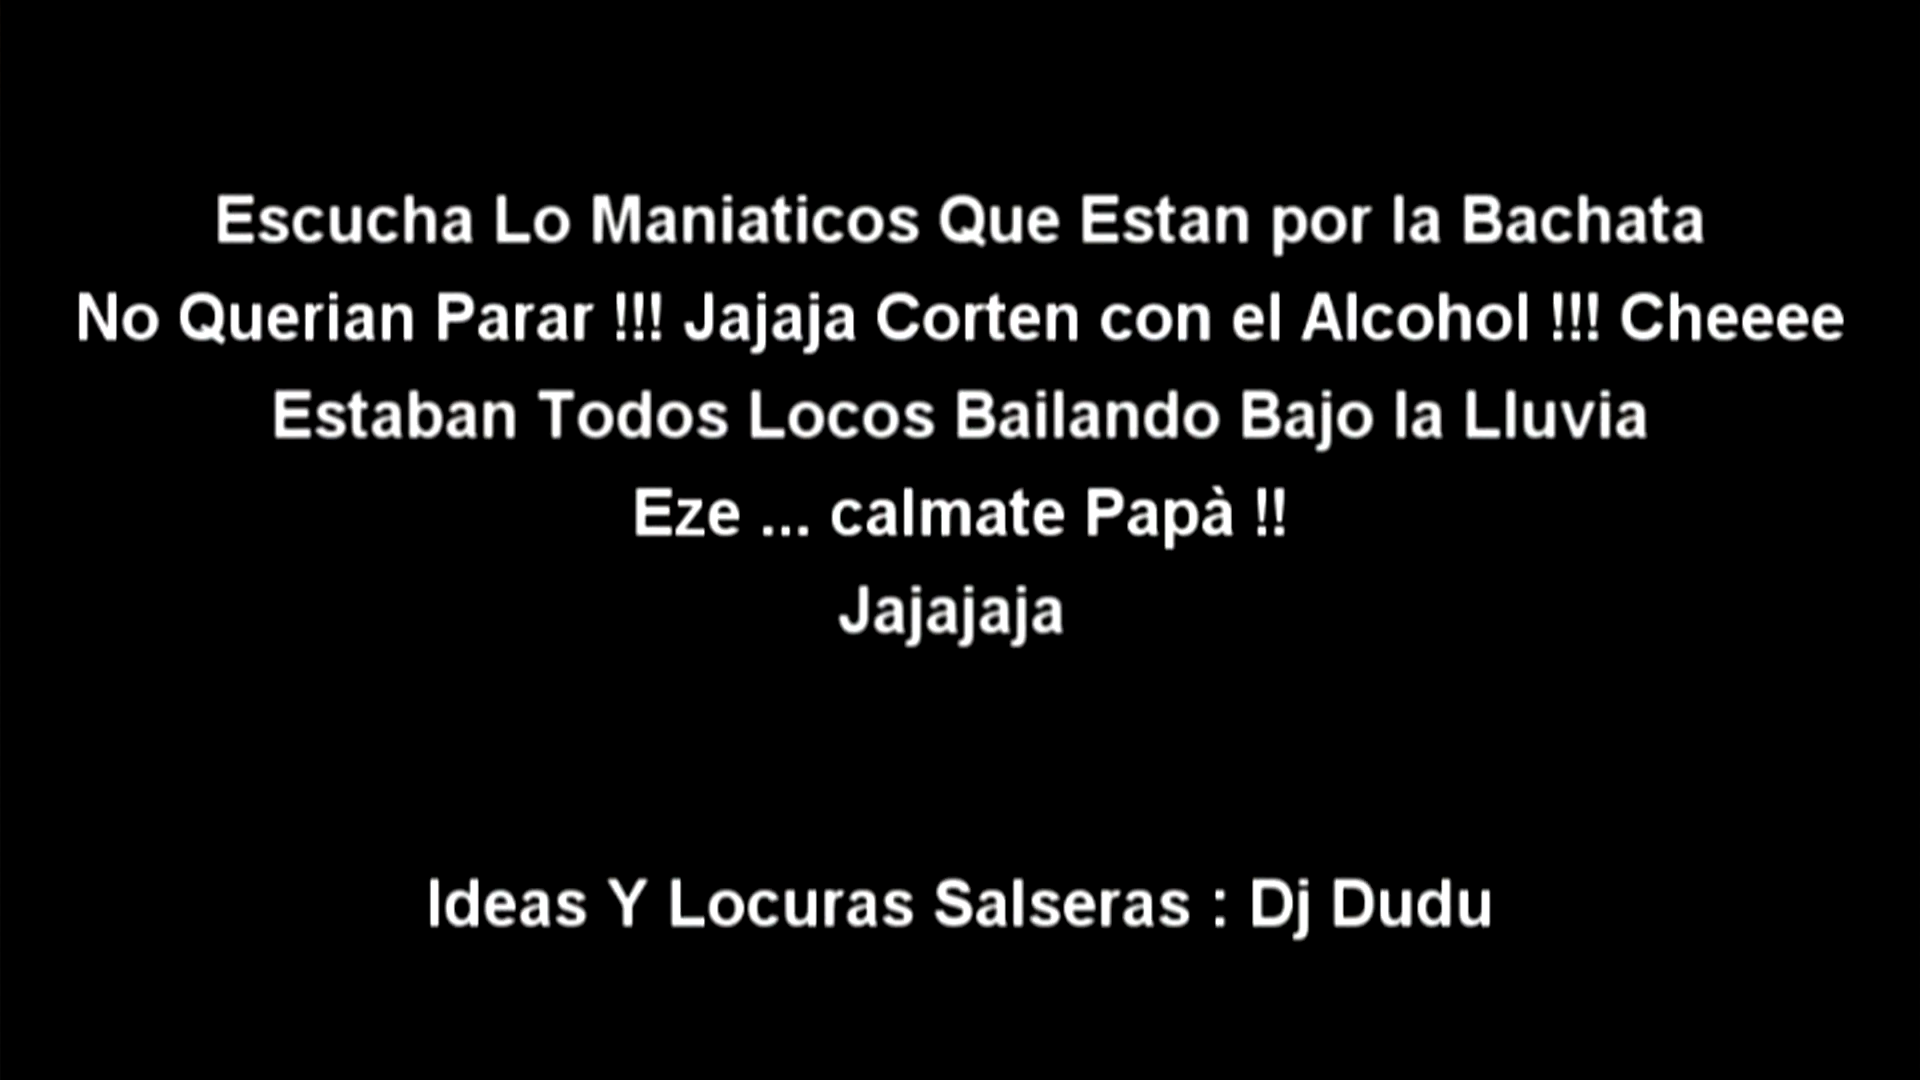 Escucha Lo Maniaticos Que Estan por la Bachata
No Querian Parar !!! Jajaja Corten con el Alcohol !!! Cheeee
Estaban Todos Locos Bailando Bajo la Lluvia
Eze ... calmate Papà !!
Jajajaja
Ideas Y Locuras Salseras : Dj Dudu